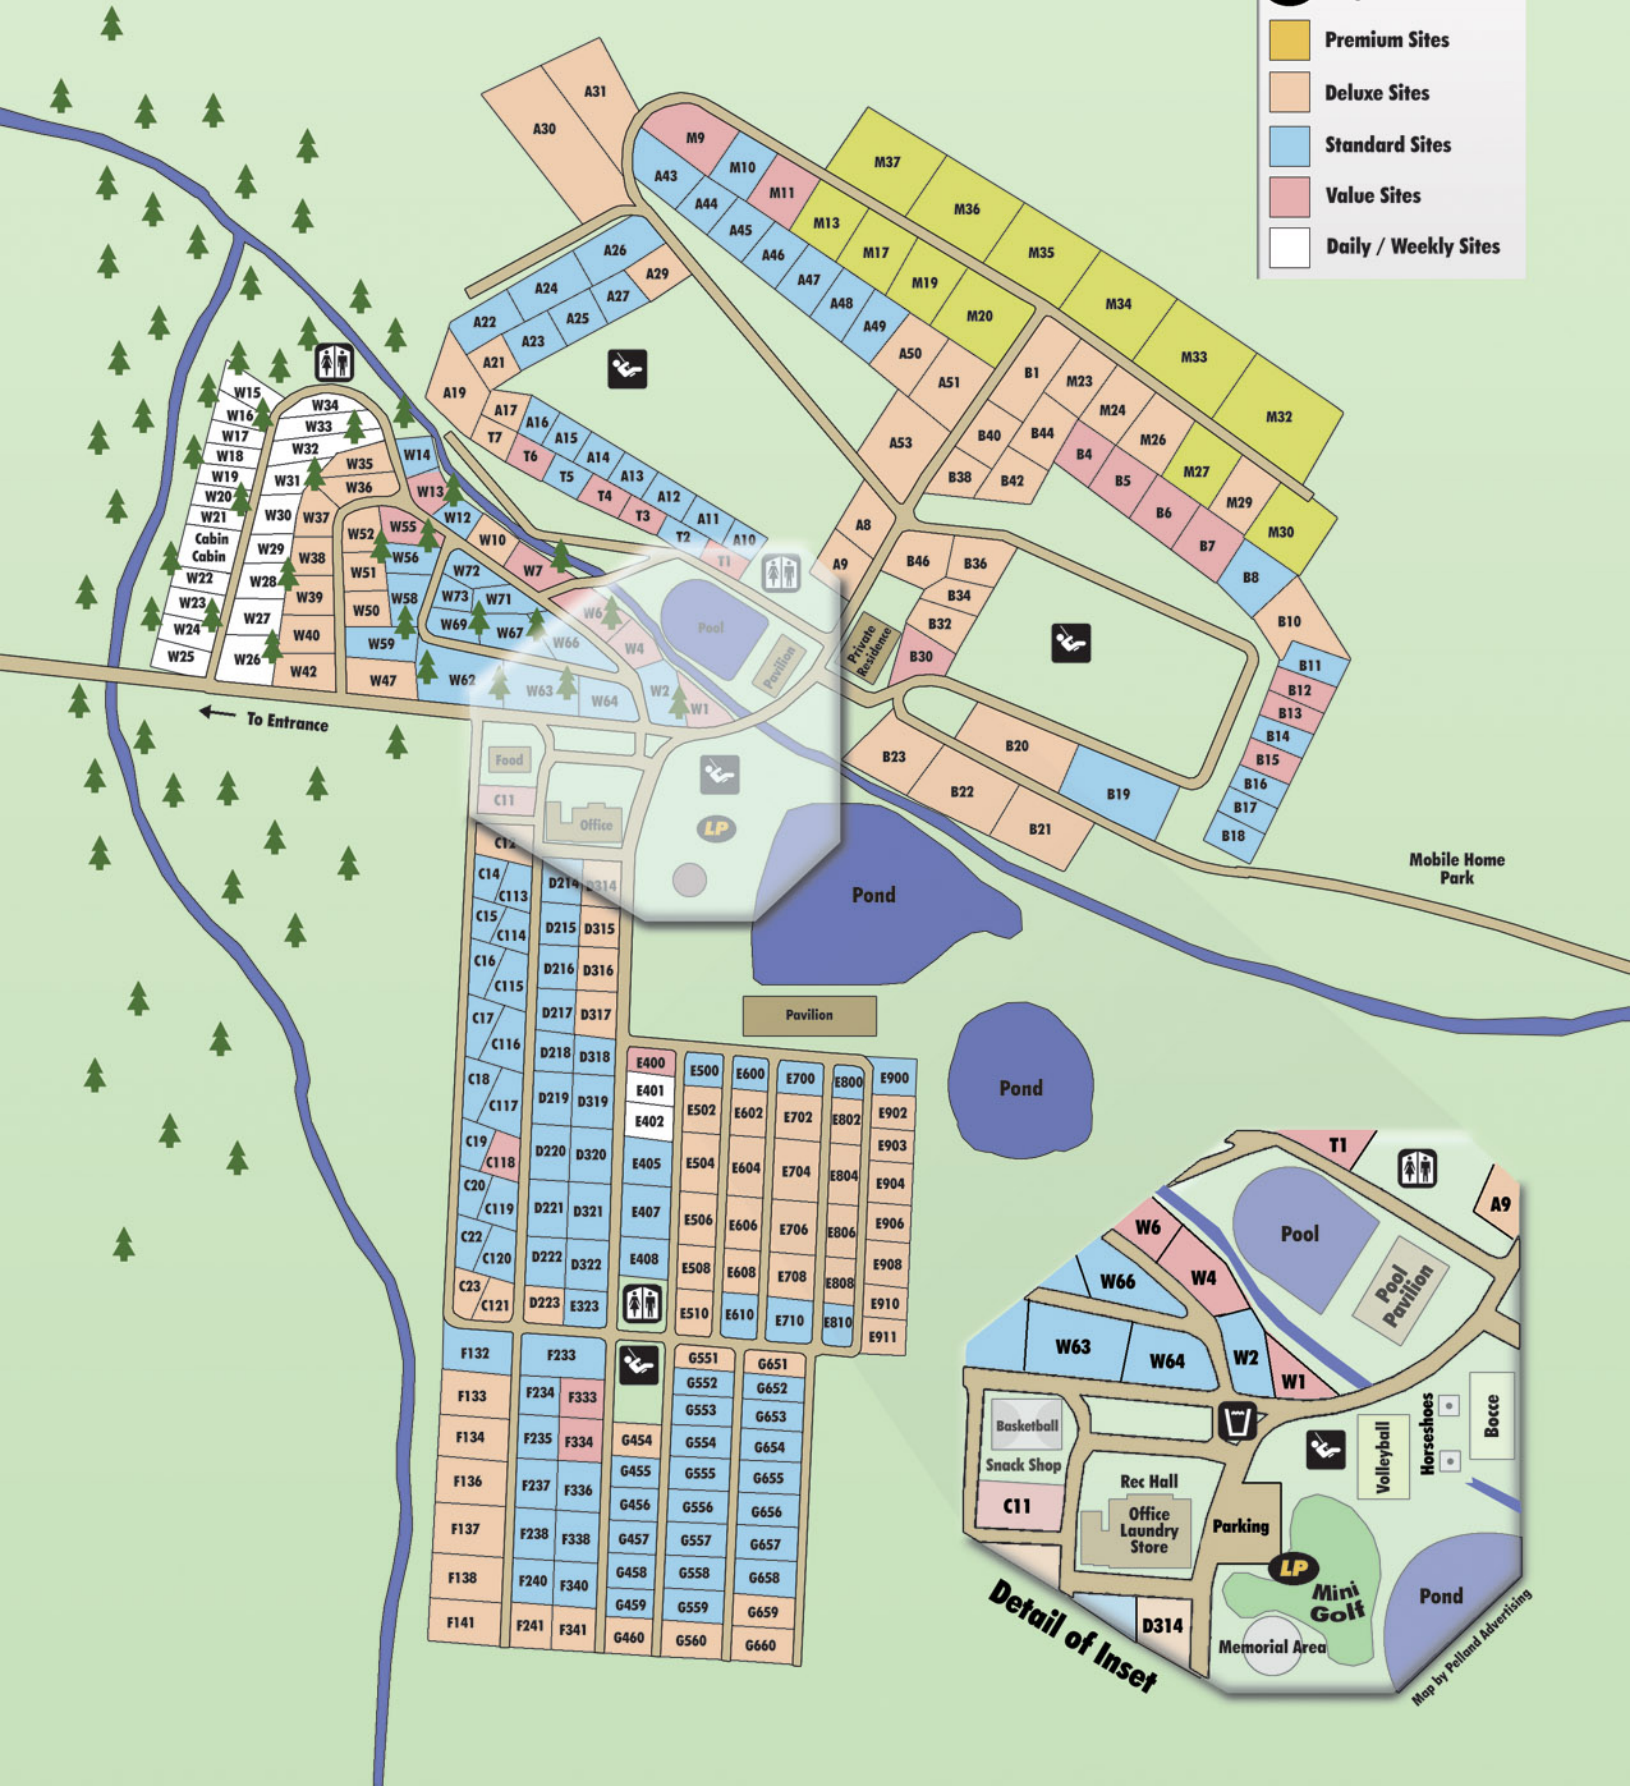 Premium Sites
Deluxe Sites
Standard Sites
Value Sites
Daily / Weekly Sites
A31
A30
M9
M10
M11
A43
A44
A45
A46
A47
A48
A49
A50
A51
A53
M13
M17
M19
M20
M37
M36
M35
M34
M33
M32
A26
A29
A24
A27
A22
A25
A23
A21
A19
A17
A16
A15
A14
A13
A12
A11
A10
T7
T6
T5
T4
T3
T2
T1
A8
A9
B1
M23
M24
M26
M27
M29
M30
B40
B44
B38
B42
B4
B5
B6
B7
B8
B10
B11
B12
B13
B14
B15
B16
B17
B18
B46
B36
B34
B32
B30
Private
Residence
B23
B22
B21
B20
B19
Mobile Home
Park
W15
W16
W17
W18
W19
W20
W21
Cabin
Cabin
W22
W23
W24
W25
W34
W33
W32
W31
W30
W29
W28
W27
W26
W35
W36
W37
W38
W39
W40
W42
W14
W13
W12
W10
W7
W6
W4
W2
W1
W52
W55
W56
W51
W58
W50
W59
W47
W72
W73
W71
W69
W67
W66
W62
W63
W64
To Entrance
Pool
Pavilion
Food
C11
Office
LP
Pond
Pavilion
Pond
C12
C14
C113
C15
C114
C16
C115
C17
C116
C18
C117
C19
C118
C20
C119
C22
C120
C23
C121
D214
D314
D215
D315
D216
D316
D217
D317
D218
D318
D219
D319
D220
D320
D221
D321
D222
D322
D223
E323
E400
E401
E402
E405
E407
E408
E500
E502
E504
E506
E508
E510
E600
E602
E604
E606
E608
E610
E700
E702
E704
E706
E708
E710
E800
E802
E804
E806
E808
E810
E900
E902
E903
E904
E906
E908
E910
E911
F132
F133
F134
F136
F137
F138
F141
F233
F234
F333
F235
F334
F237
F336
F238
F338
F240
F340
F241
F341
G454
G455
G456
G457
G458
G459
G460
G551
G552
G553
G554
G555
G556
G557
G558
G559
G560
G651
G652
G653
G654
G655
G656
G657
G658
G659
G660
T1
A9
W6
W4
W66
W63
W64
W2
W1
Pool
Pool
Pavilion
Basketball
Snack Shop
C11
Rec Hall
Office
Laundry
Store
Parking
Volleyball
Horseshoes
Bocce
LP
Mini
Golf
Memorial Area
Pond
D314
Detail of Inset
Map by Pelland Advertising